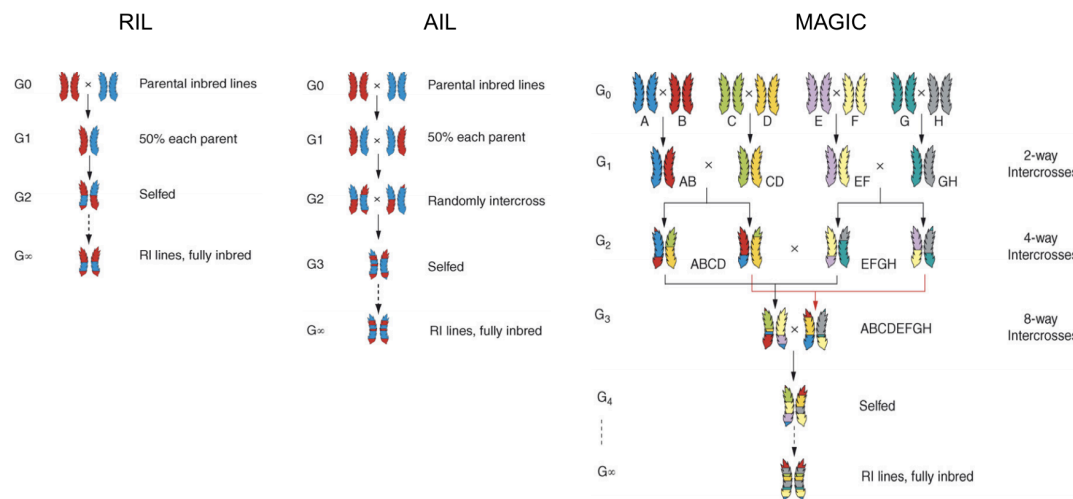 RIL
G0
×
Parental inbred lines
G1
50% each parent
G2
Selfed
G∞
RI lines, fully inbred
AIL
G0
×
Parental inbred lines
G1
×
50% each parent
G2
×
Randomly intercross
G3
Selfed
G∞
RI lines, fully inbred
MAGIC
G₀
× × × ×
A B C D E F G H
G₁
AB × CD EF × GH
2-way
Intercrosses
G₂
ABCD × EFGH
4-way
Intercrosses
G₃
×
ABCDEFGH
8-way
Intercrosses
G₄
Selfed
G∞
RI lines, fully inbred